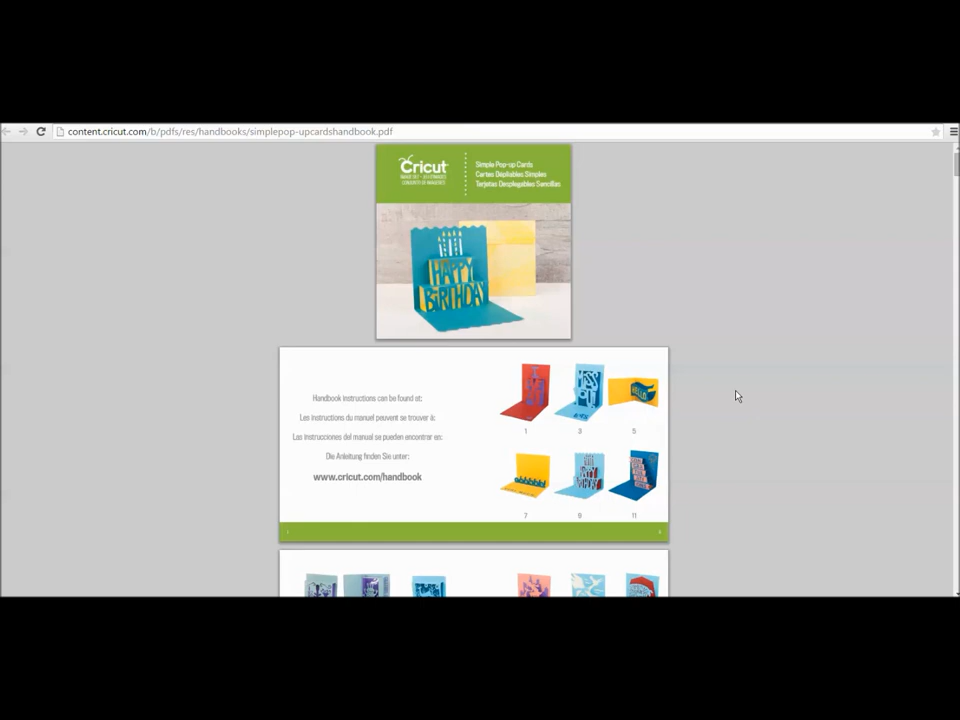 content.cricut.com/b/pdfs/res/handbooks/simplepop-upcardshandbook.pdf
Cricut
Simple Pop-up Cards
Cartes Dépliables Simples
Tarjetas Desplegables Sencillas
HAPPY
BIRTHDAY
Handbook instructions can be found at:
Les instructions du manuel peuvent se trouver à:
Las instrucciones del manual se pueden encontrar en:
Die Anleitung finden Sie unter:
www.cricut.com/handbook
MISS
YOU
HELLO
1
3
5
7
9
11